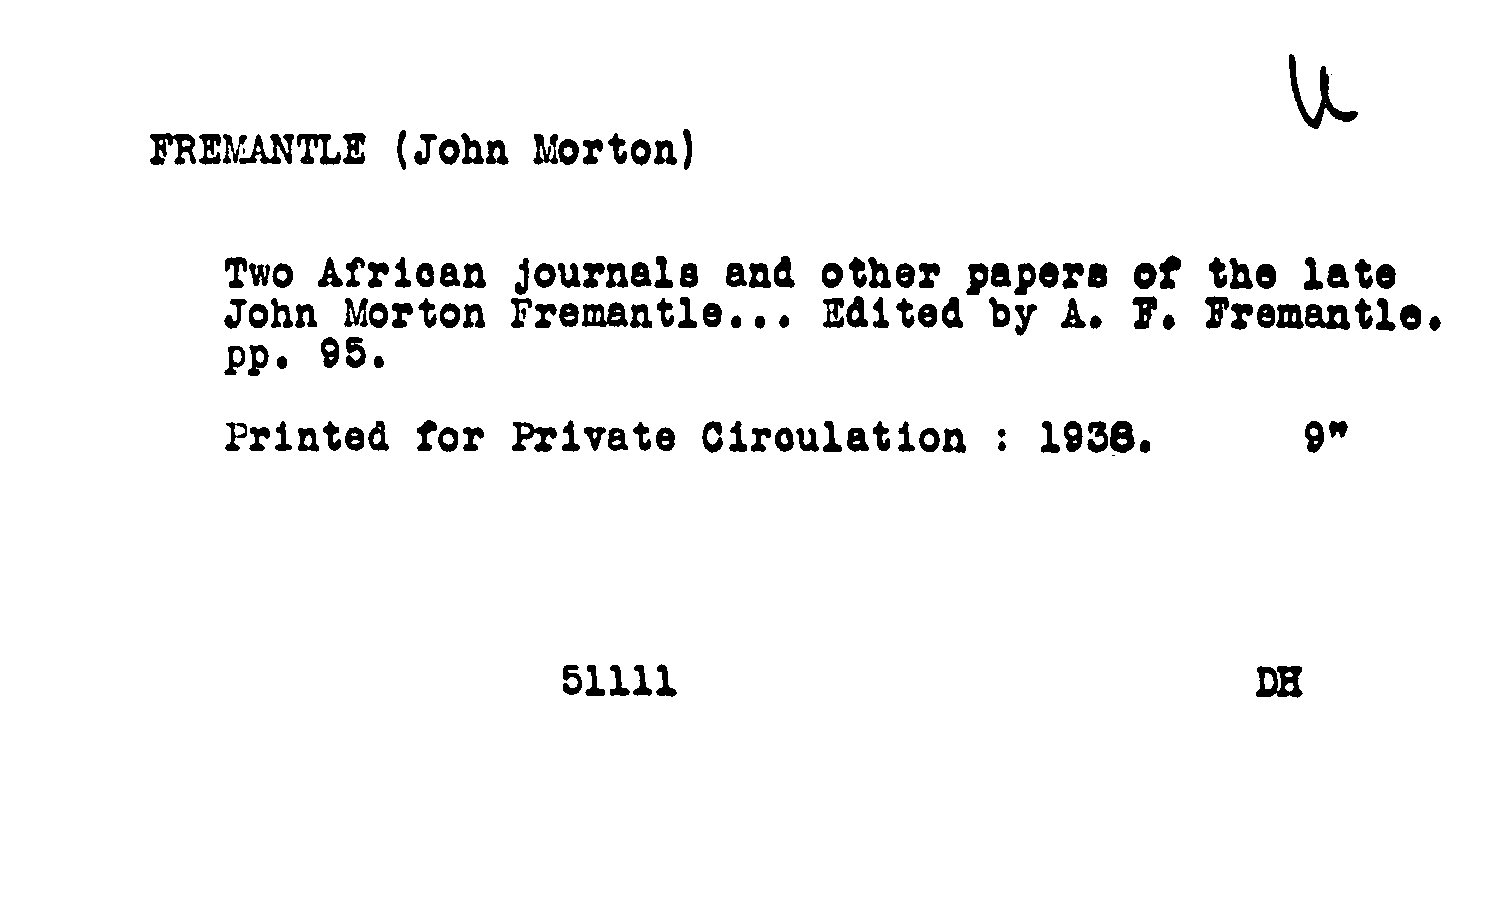 U
FREMANTLE (John Morton)
Two African journals and other papers of the late
John Morton Fremantle... Edited by A. F. Fremantle.
pp. 95.
Printed for Private Circulation : 1938. 9"
51111 DH